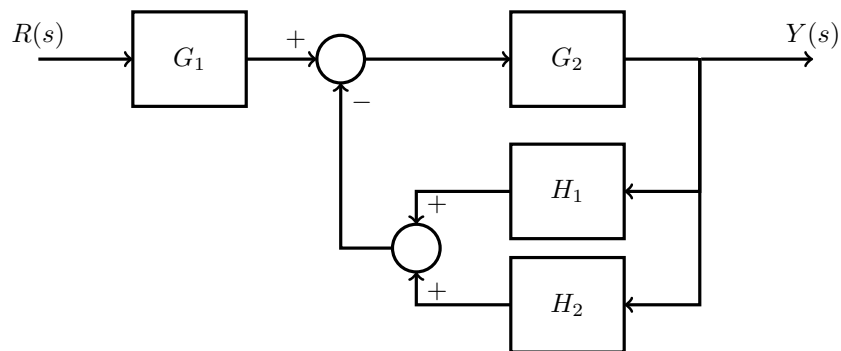 R(s)
G₁
+
−
G₂
Y(s)
H₁
+
H₂
+